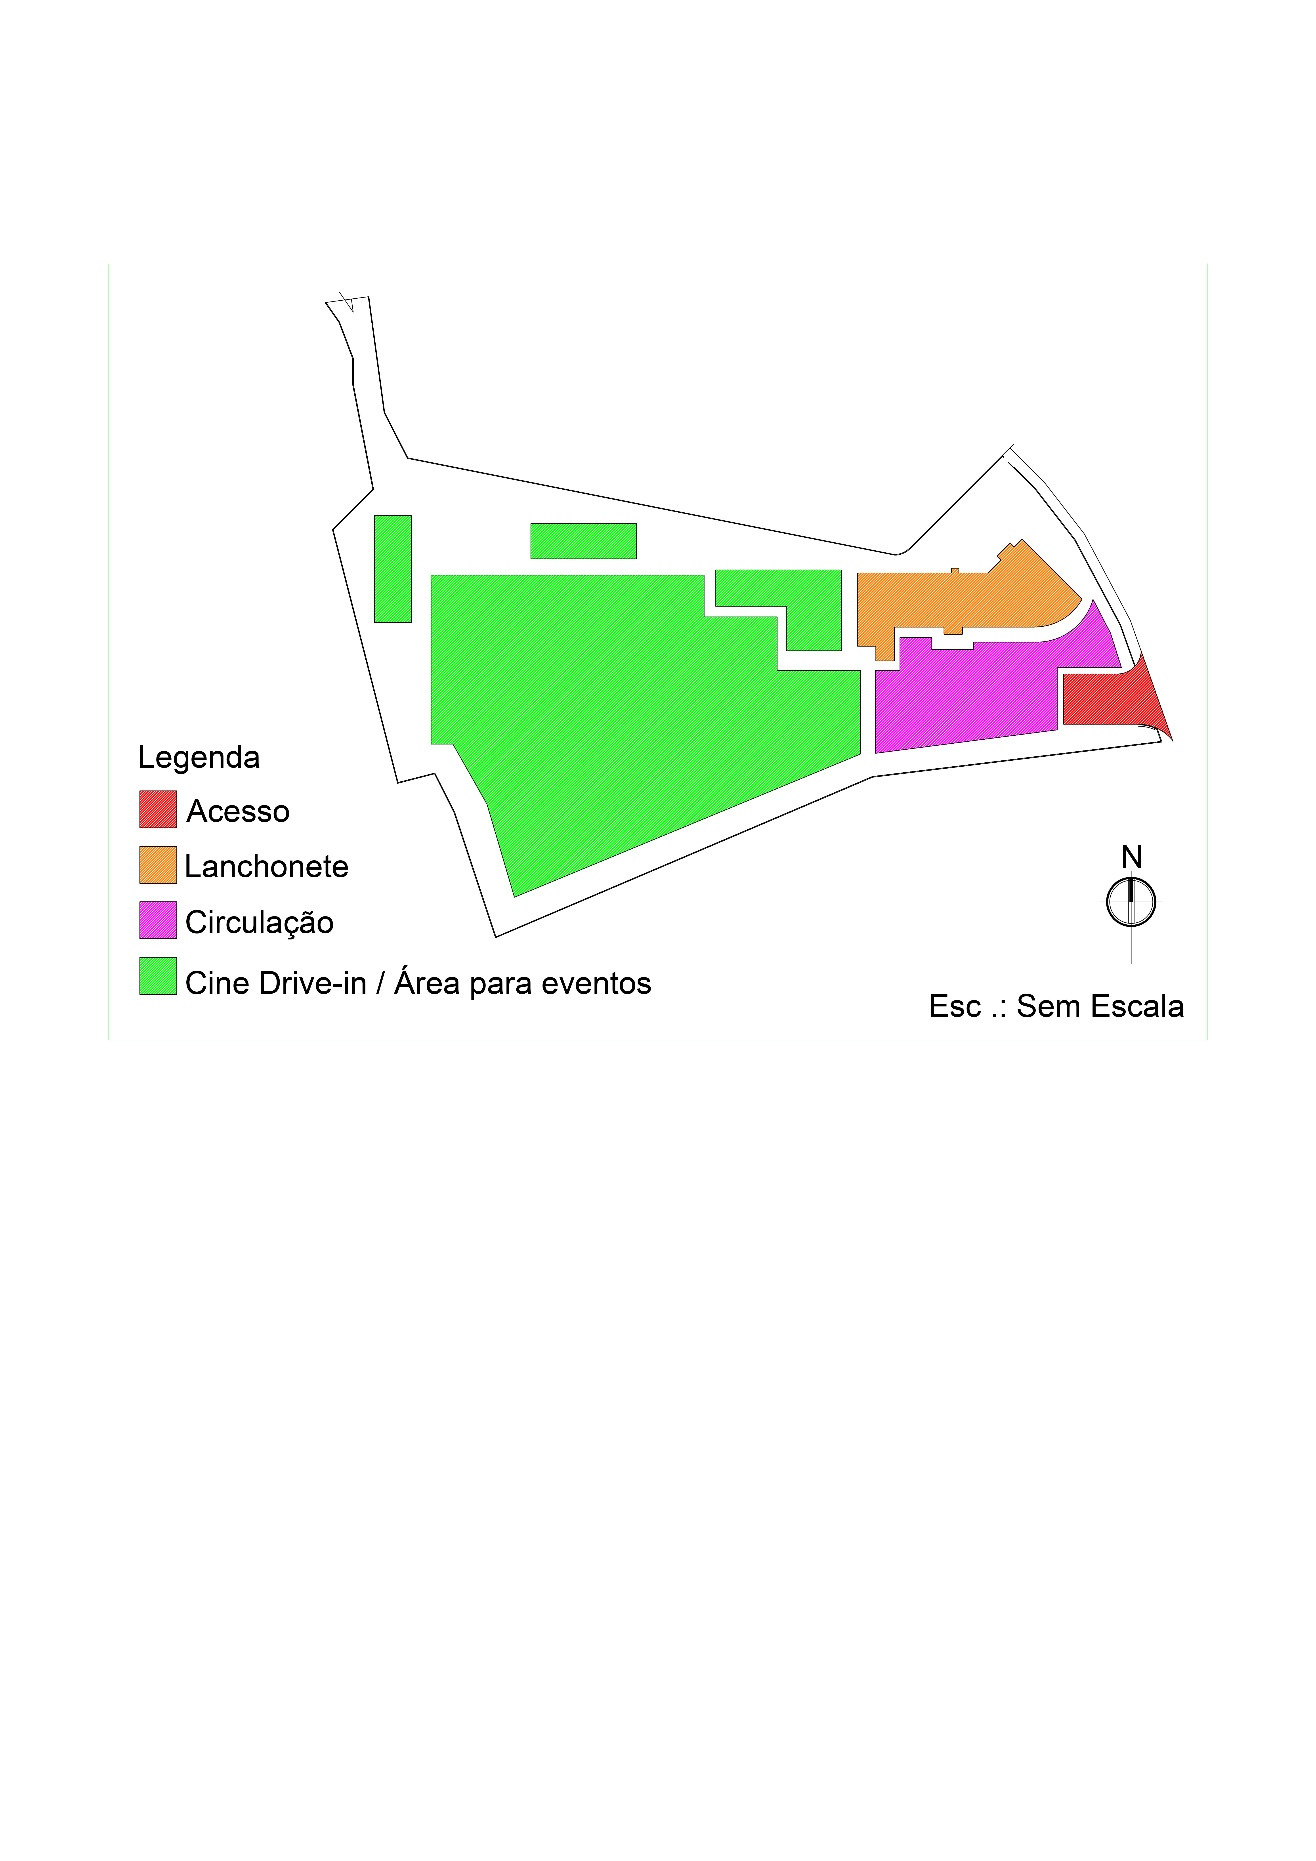 Legenda
Acesso
Lanchonete
Circulação
Cine Drive-in / Área para eventos
N
Esc .: Sem Escala